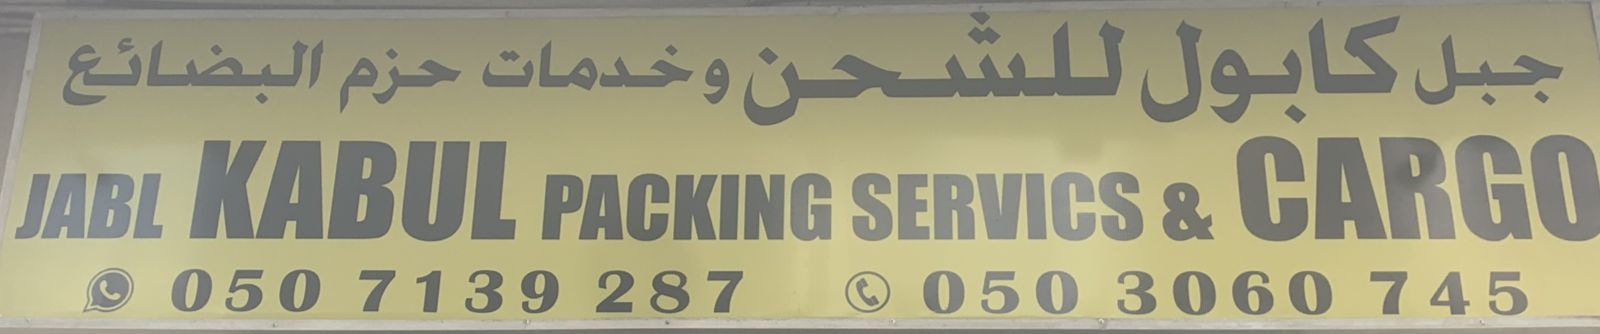 جبل كابول للشحن وخدمات حزم البضائع
JABL KABUL PACKING SERVICS & CARGO
050 7139 287 050 3060 745